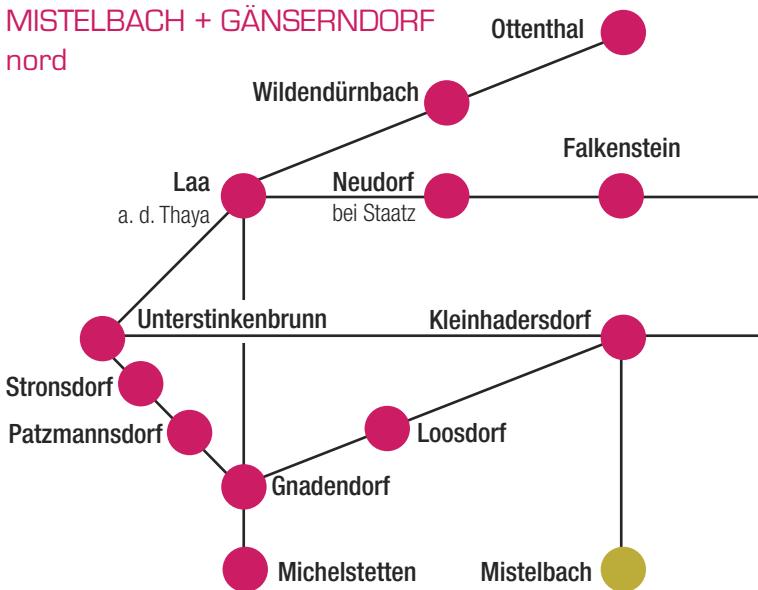 MISTELBACH + GÄNSERNDORF
nord
Ottenthal
Wildendürnbach
Falkenstein
Laa
a. d. Thaya
Neudorf
bei Staatz
Unterstinkenbrunn
Kleinhadersdorf
Stronsdorf
Patzmannsdorf
Loosdorf
Gnadendorf
Michelstetten
Mistelbach